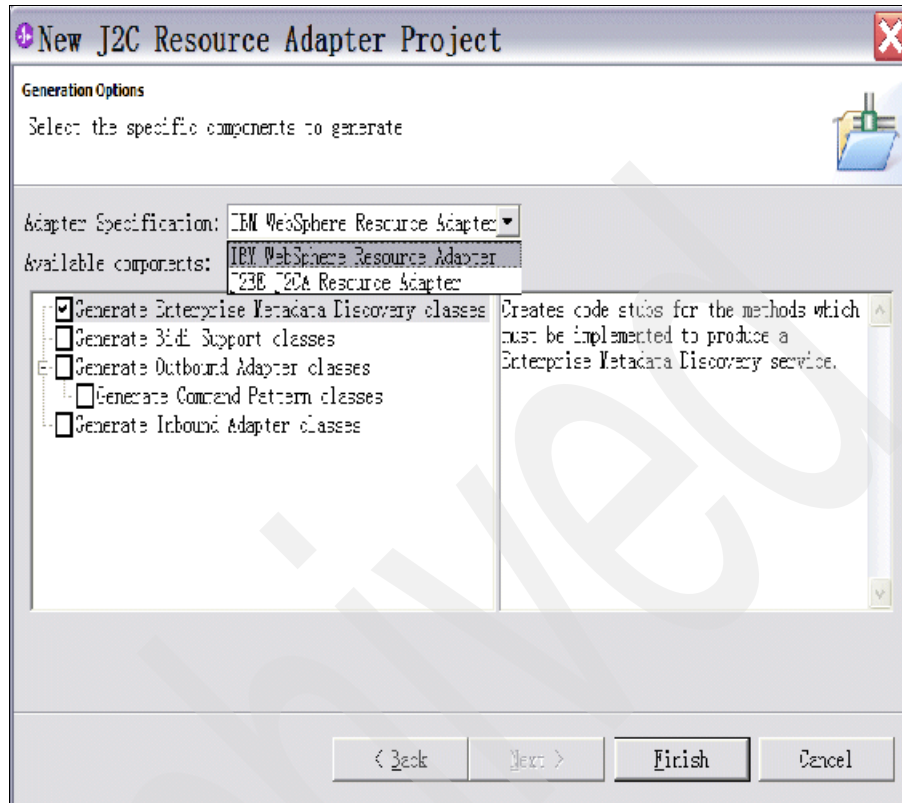 New J2C Resource Adapter Project
Generation Options
Select the specific components to generate
Adapter Specification: IBM WebSphere Resource Adapter
Available components: IBM WebSphere Resource Adapter
J2CA Resource Adapter
Generate Enterprise Metadata Discovery classes
Generate Bidi Support classes
Generate Outbound Adapter classes
Generate Command Pattern classes
Generate Inbound Adapter classes
Creates code stubs for the methods which
must be implemented to produce a
Enterprise Metadata Discovery service.
< Back Next > Finish Cancel